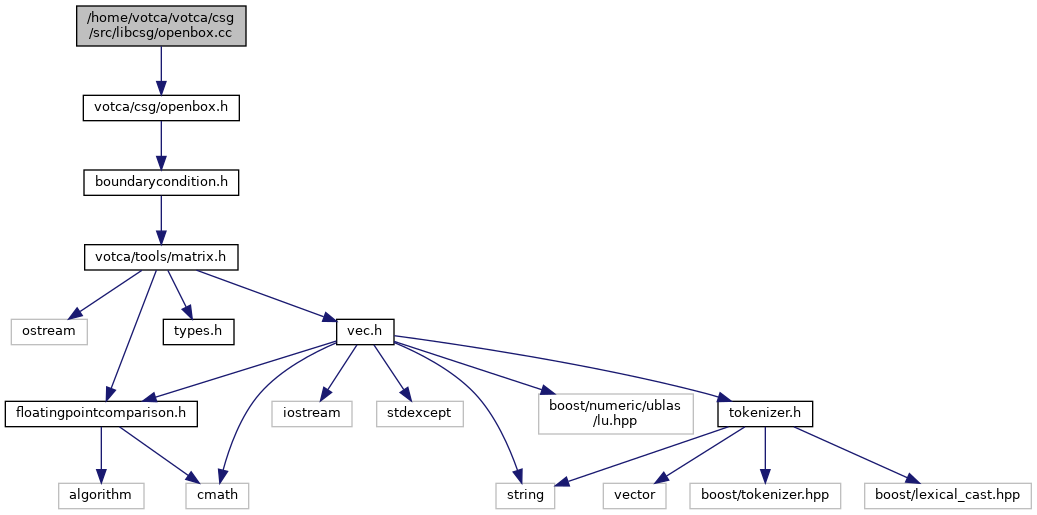 /home/votca/votca/csg
/src/libcsg/openbox.cc
votca/csg/openbox.h
boundarycondition.h
votca/tools/matrix.h
ostream
types.h
vec.h
floatingpointcomparison.h
iostream
stdexcept
boost/numeric/ublas
/lu.hpp
tokenizer.h
algorithm
cmath
string
vector
boost/tokenizer.hpp
boost/lexical_cast.hpp